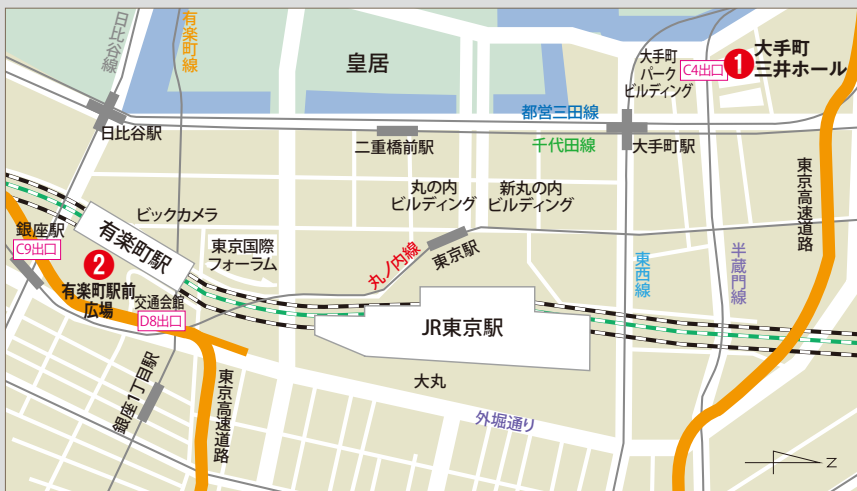 日比谷線
有楽町線
皇居
大手町
パーク
ビルディング
C4出口
1
大手町
三井ホール
都営三田線
日比谷駅
二重橋前駅
千代田線
大手町駅
東京高速道路
丸の内
ビルディング
新丸の内
ビルディング
ビックカメラ
銀座駅
C9出口
有楽町駅
東京国際
フォーラム
丸ノ内線
東京駅
東西線
半蔵門線
2
有楽町駅前
広場
交通会館
D8出口
JR東京駅
大丸
銀座1丁目駅
東京高速道路
外堀通り
Z